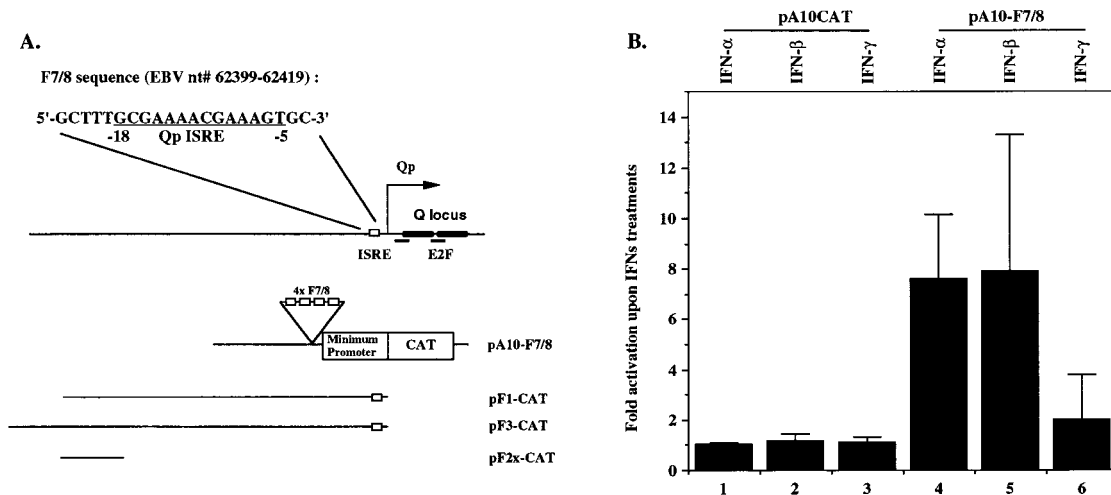 A.
F7/8 sequence (EBV nt# 62399-62419) :
5'-GCTTTGCGAAAACGAAAGTGC-3'
-18 Qp ISRE -5
Qp
Q locus
ISRE E2F
4x F7/8
Minimum
Promoter
CAT
pA10-F7/8
pF1-CAT
pF3-CAT
pF2x-CAT
B.
pA10CAT pA10-F7/8
IFN-α IFN-β IFN-γ IFN-α IFN-β IFN-γ
Fold activation upon IFNs treatments
14
12
10
8
6
4
2
0
1 2 3 4 5 6